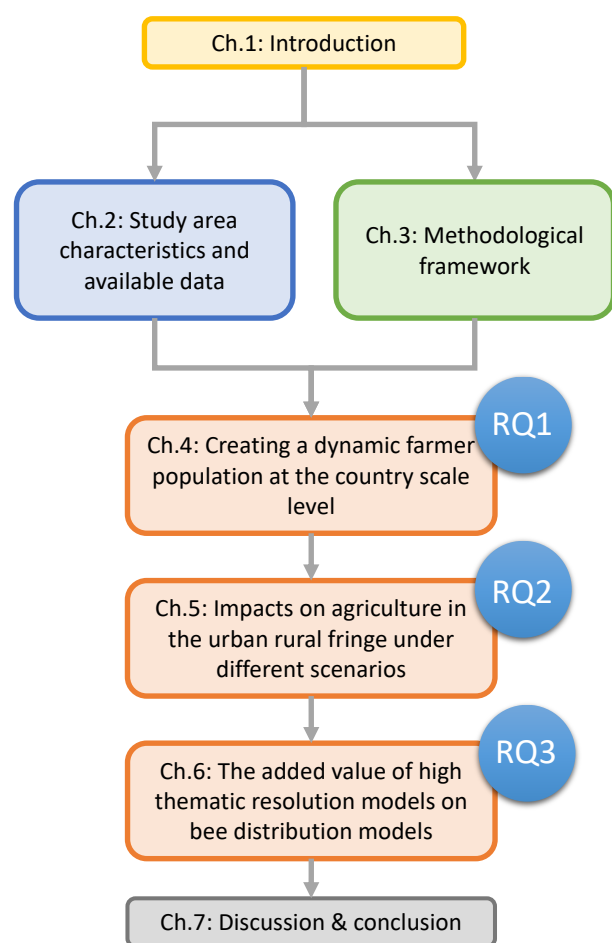 Ch.1: Introduction
Ch.2: Study area
characteristics and
available data
Ch.3: Methodological
framework
RQ1
Ch.4: Creating a dynamic farmer
population at the country scale
level
RQ2
Ch.5: Impacts on agriculture in
the urban rural fringe under
different scenarios
RQ3
Ch.6: The added value of high
thematic resolution models on
bee distribution models
Ch.7: Discussion & conclusion